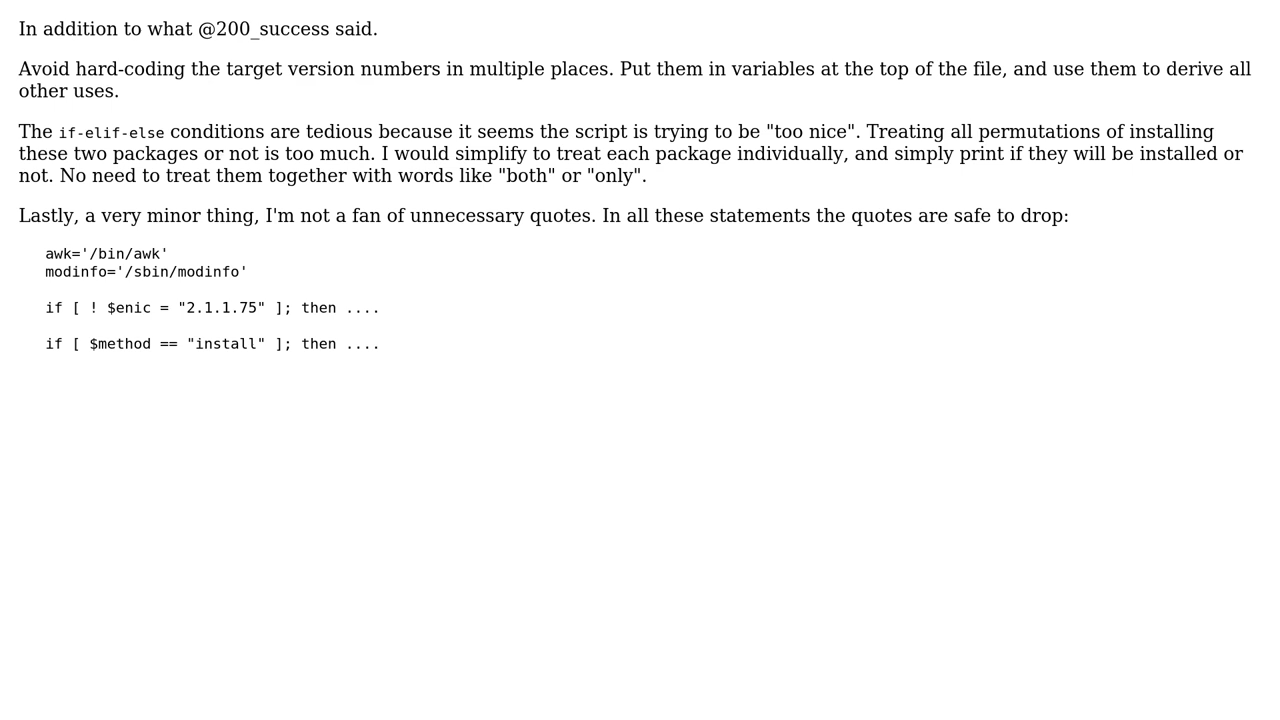 In addition to what @200_success said.
Avoid hard-coding the target version numbers in multiple places. Put them in variables at the top of the file, and use them to derive all
other uses.
The if-elif-else conditions are tedious because it seems the script is trying to be "too nice". Treating all permutations of installing
these two packages or not is too much. I would simplify to treat each package individually, and simply print if they will be installed or
not. No need to treat them together with words like "both" or "only".
Lastly, a very minor thing, I'm not a fan of unnecessary quotes. In all these statements the quotes are safe to drop:
awk='/bin/awk'
modinfo='/sbin/modinfo'
if [ ! $enic = "2.1.1.75" ]; then ....
if [ $method == "install" ]; then ....